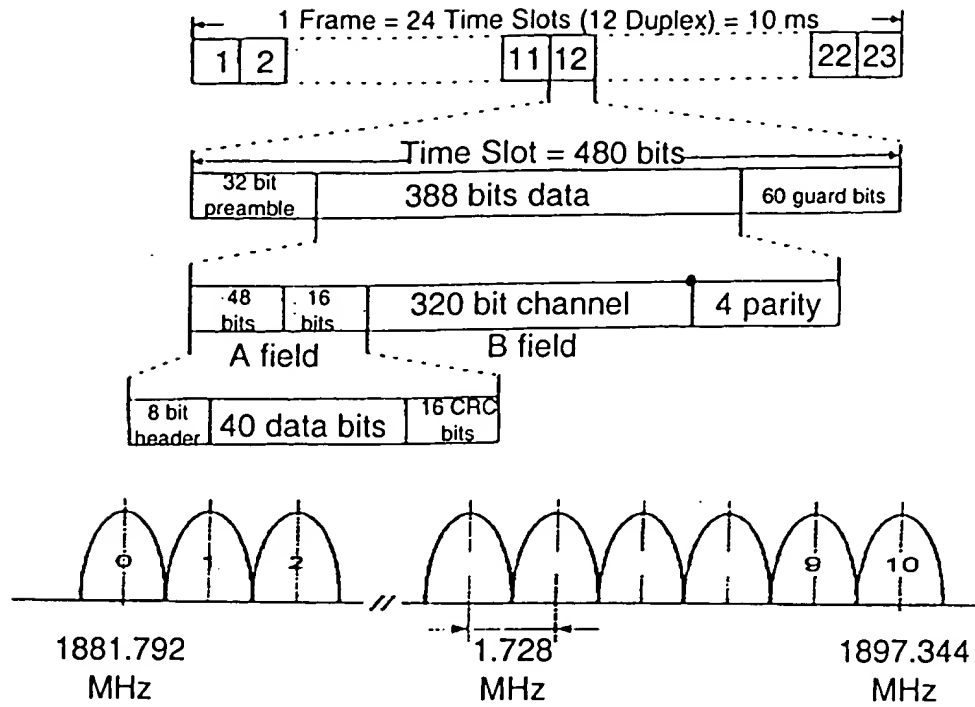 1 Frame = 24 Time Slots (12 Duplex) = 10 ms
1 2 11 12 22 23
Time Slot = 480 bits
32 bit preamble 388 bits data 60 guard bits
48 bits 16 bits 320 bit channel 4 parity
A field B field
8 bit header 40 data bits 16 CRC bits
0 1 2 9 10
1881.792 MHz 1.728 MHz 1897.344 MHz